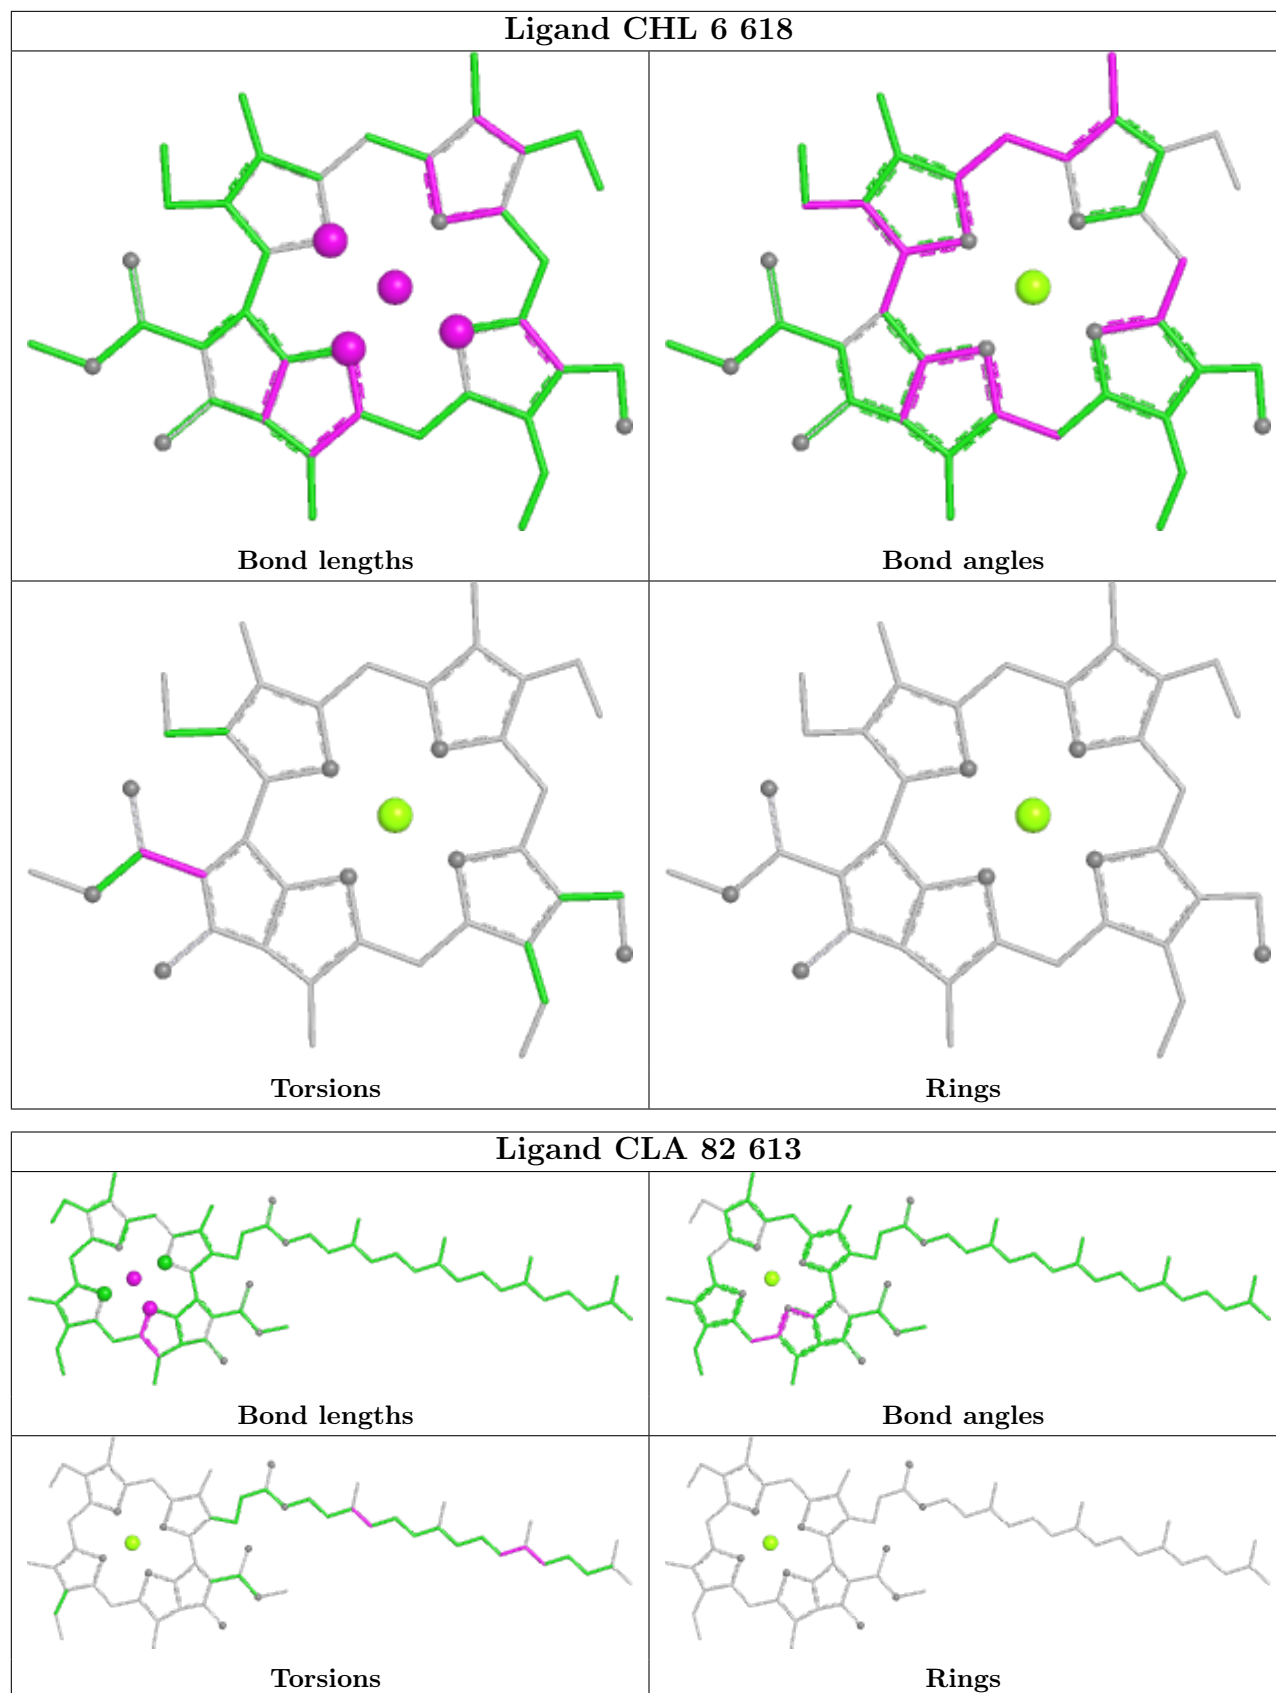 Ligand CHL 6 618
Bond lengths
Bond angles
Torsions
Rings
Ligand CLA 82 613
Bond lengths
Bond angles
Torsions
Rings